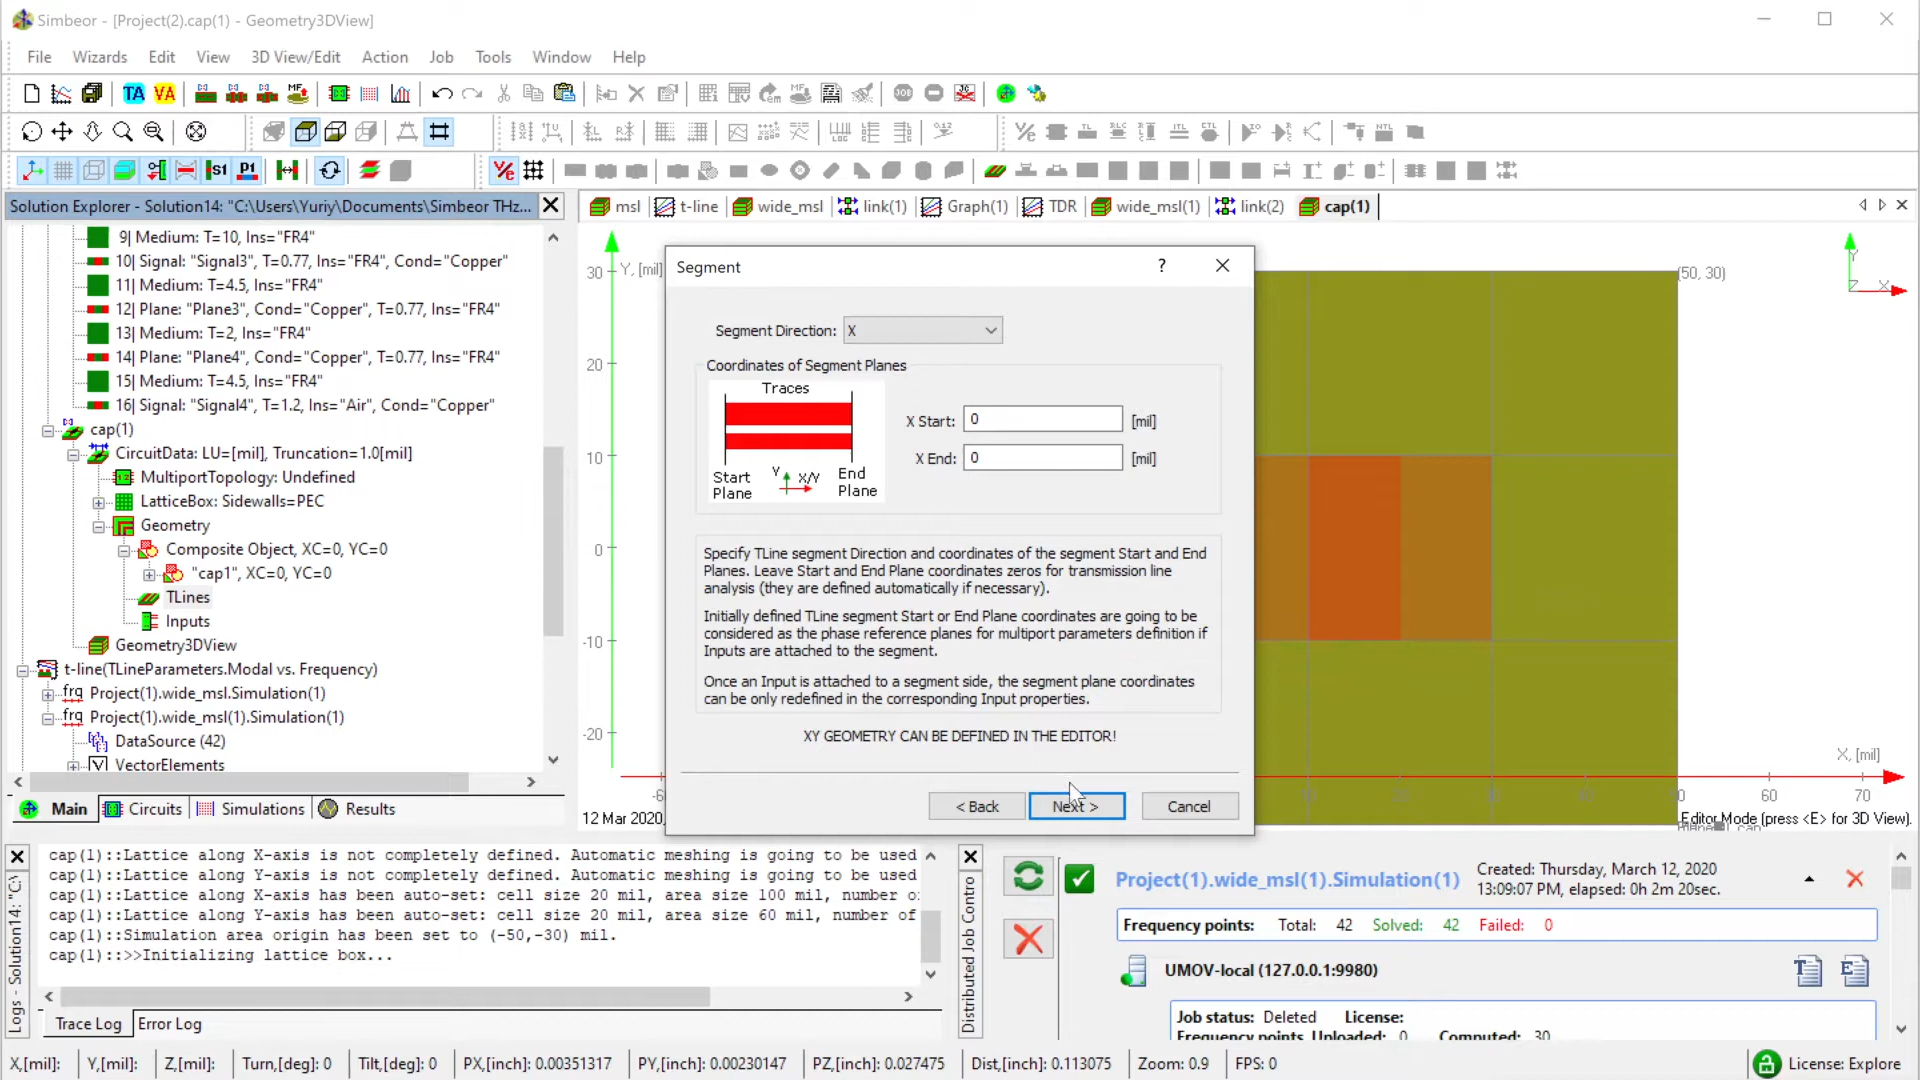 Simbeor - [Project(2).cap(1) - Geometry3DView]
File Wizards Edit View 3D View/Edit Action Job Tools Window Help
TA VA
S1 P1
Solution Explorer - Solution14: "C:\Users\Yuriy\Documents\Simbeor THz...
msl t-line wide_msl link(1) Graph(1) TDR wide_msl(1) link(2) cap(1)
9| Medium: T=10, Ins="FR4"
10| Signal: "Signal3", T=0.77, Ins="FR4", Cond="Copper"
11| Medium: T=4.5, Ins="FR4"
12| Plane: "Plane3", Cond="Copper", T=0.77, Ins="FR4"
13| Medium: T=2, Ins="FR4"
14| Plane: "Plane4", Cond="Copper", T=0.77, Ins="FR4"
15| Medium: T=4.5, Ins="FR4"
16| Signal: "Signal4", T=1.2, Ins="Air", Cond="Copper"
cap(1)
CircuitData: LU=[mil], Truncation=1.0[mil]
MultiportTopology: Undefined
LatticeBox: Sidewalls=PEC
Geometry
Composite Object, XC=0, YC=0
"cap1", XC=0, YC=0
TLines
Inputs
Geometry3DView
t-line(TLineParameters.Modal vs. Frequency)
frq Project(1).wide_msl.Simulation(1)
frq Project(1).wide_msl(1).Simulation(1)
DataSource (42)
VectorElements
Main Circuits Simulations Results
30 Y, [mil]
20
10
0
-10
-20
(50, 30)
Y
Z X
X, [mil]
60 70
12 Mar 2020,
Editor Mode (press <E> for 3D View).
Segment
Segment Direction: X
Coordinates of Segment Planes
Traces
Start Plane
Y X/Y
End Plane
X Start: 0 [mil]
X End: 0 [mil]
Specify TLine segment Direction and coordinates of the segment Start and End
Planes. Leave Start and End Plane coordinates zeros for transmission line
analysis (they are defined automatically if necessary).
Initially defined TLine segment Start or End Plane coordinates are going to be
considered as the phase reference planes for multiport parameters definition if
Inputs are attached to the segment.
Once an Input is attached to a segment side, the segment plane coordinates
can be only redefined in the corresponding Input properties.
XY GEOMETRY CAN BE DEFINED IN THE EDITOR!
< Back Next > Cancel
Logs - Solution14: "C:\
cap(1)::Lattice along X-axis is not completely defined. Automatic meshing is going to be used
cap(1)::Lattice along Y-axis is not completely defined. Automatic meshing is going to be used
cap(1)::Lattice along X-axis has been auto-set: cell size 20 mil, area size 100 mil, number o
cap(1)::Lattice along Y-axis has been auto-set: cell size 20 mil, area size 60 mil, number of
cap(1)::Simulation area origin has been set to (-50,-30) mil.
cap(1)::>>Initializing lattice box...
Trace Log Error Log
Distributed Job Contro
Project(1).wide_msl(1).Simulation(1)
Created: Thursday, March 12, 2020
13:09:07 PM, elapsed: 0h 2m 20sec.
Frequency points: Total: 42 Solved: 42 Failed: 0
UMOV-local (127.0.0.1:9980)
Job status: Deleted License:
Frequency points Uploaded: 0 Computed: 30
X,[mil]: Y,[mil]: Z,[mil]: Turn,[deg]: 0 Tilt,[deg]: 0 PX,[inch]: 0.00351317 PY,[inch]: 0.00230147 PZ,[inch]: 0.027475 Dist,[inch]: 0.113075 Zoom: 0.9 FPS: 0 License: Explore